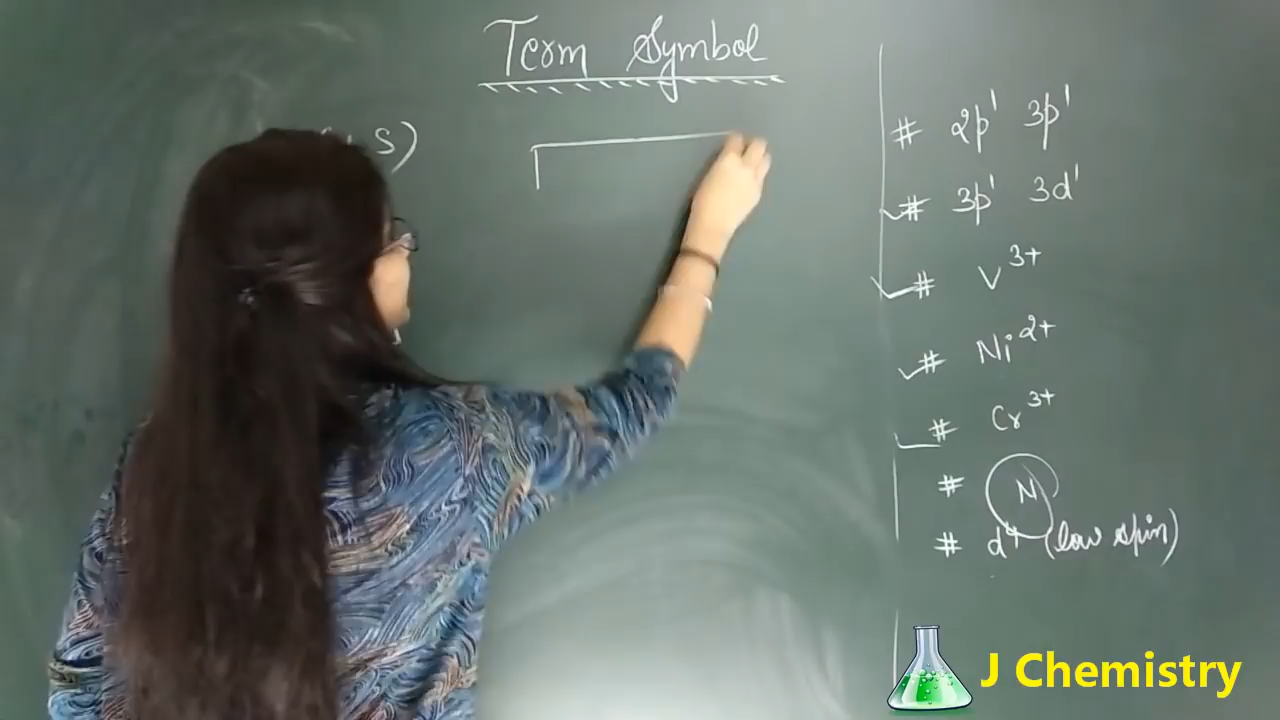 Term Symbol
S)
# 2p¹ 3p¹
# 3p¹ 3d¹
# V³⁺
# Ni²⁺
# Cr³⁺
# N
# d⁴ (low spin)
J Chemistry